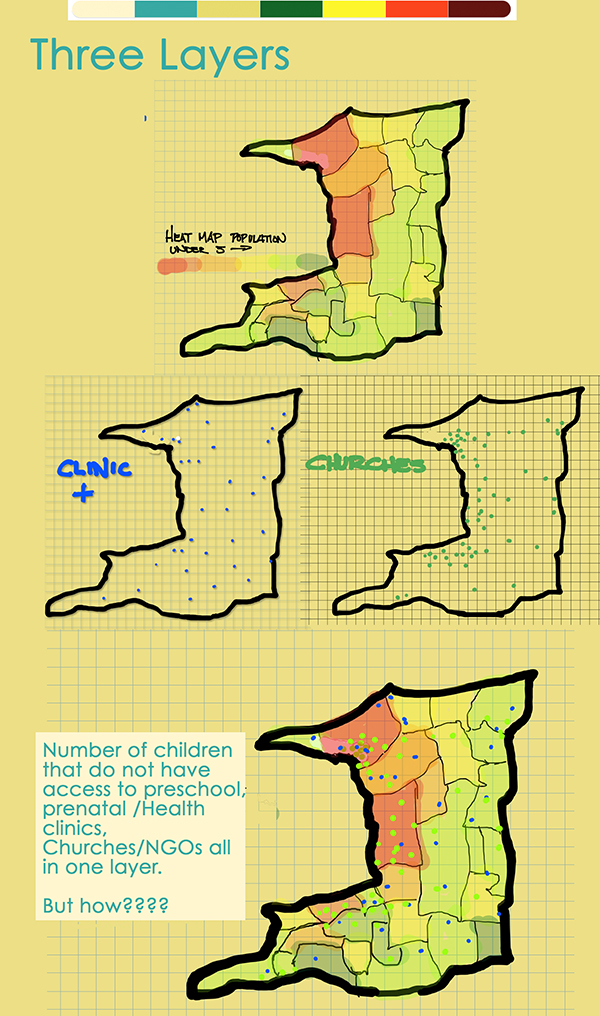 Three Layers
HEAT MAP POPULATION
UNDER 5 →
CLINIC
+
CHURCHES
Number of children
that do not have
access to preschool,
prenatal /Health
clinics,
Churches/NGOs all
in one layer.
But how????